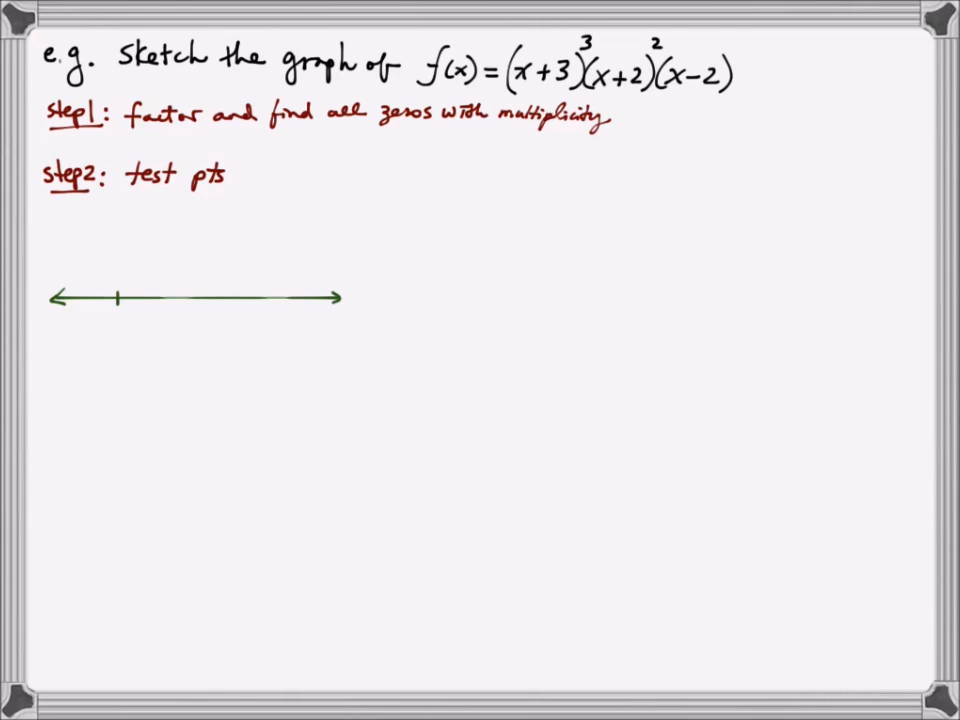 e.g. Sketch the graph of f(x) = (x+3)³(x+2)²(x-2)
step1: factor and find all zeros with multiplicity
step2: test pts